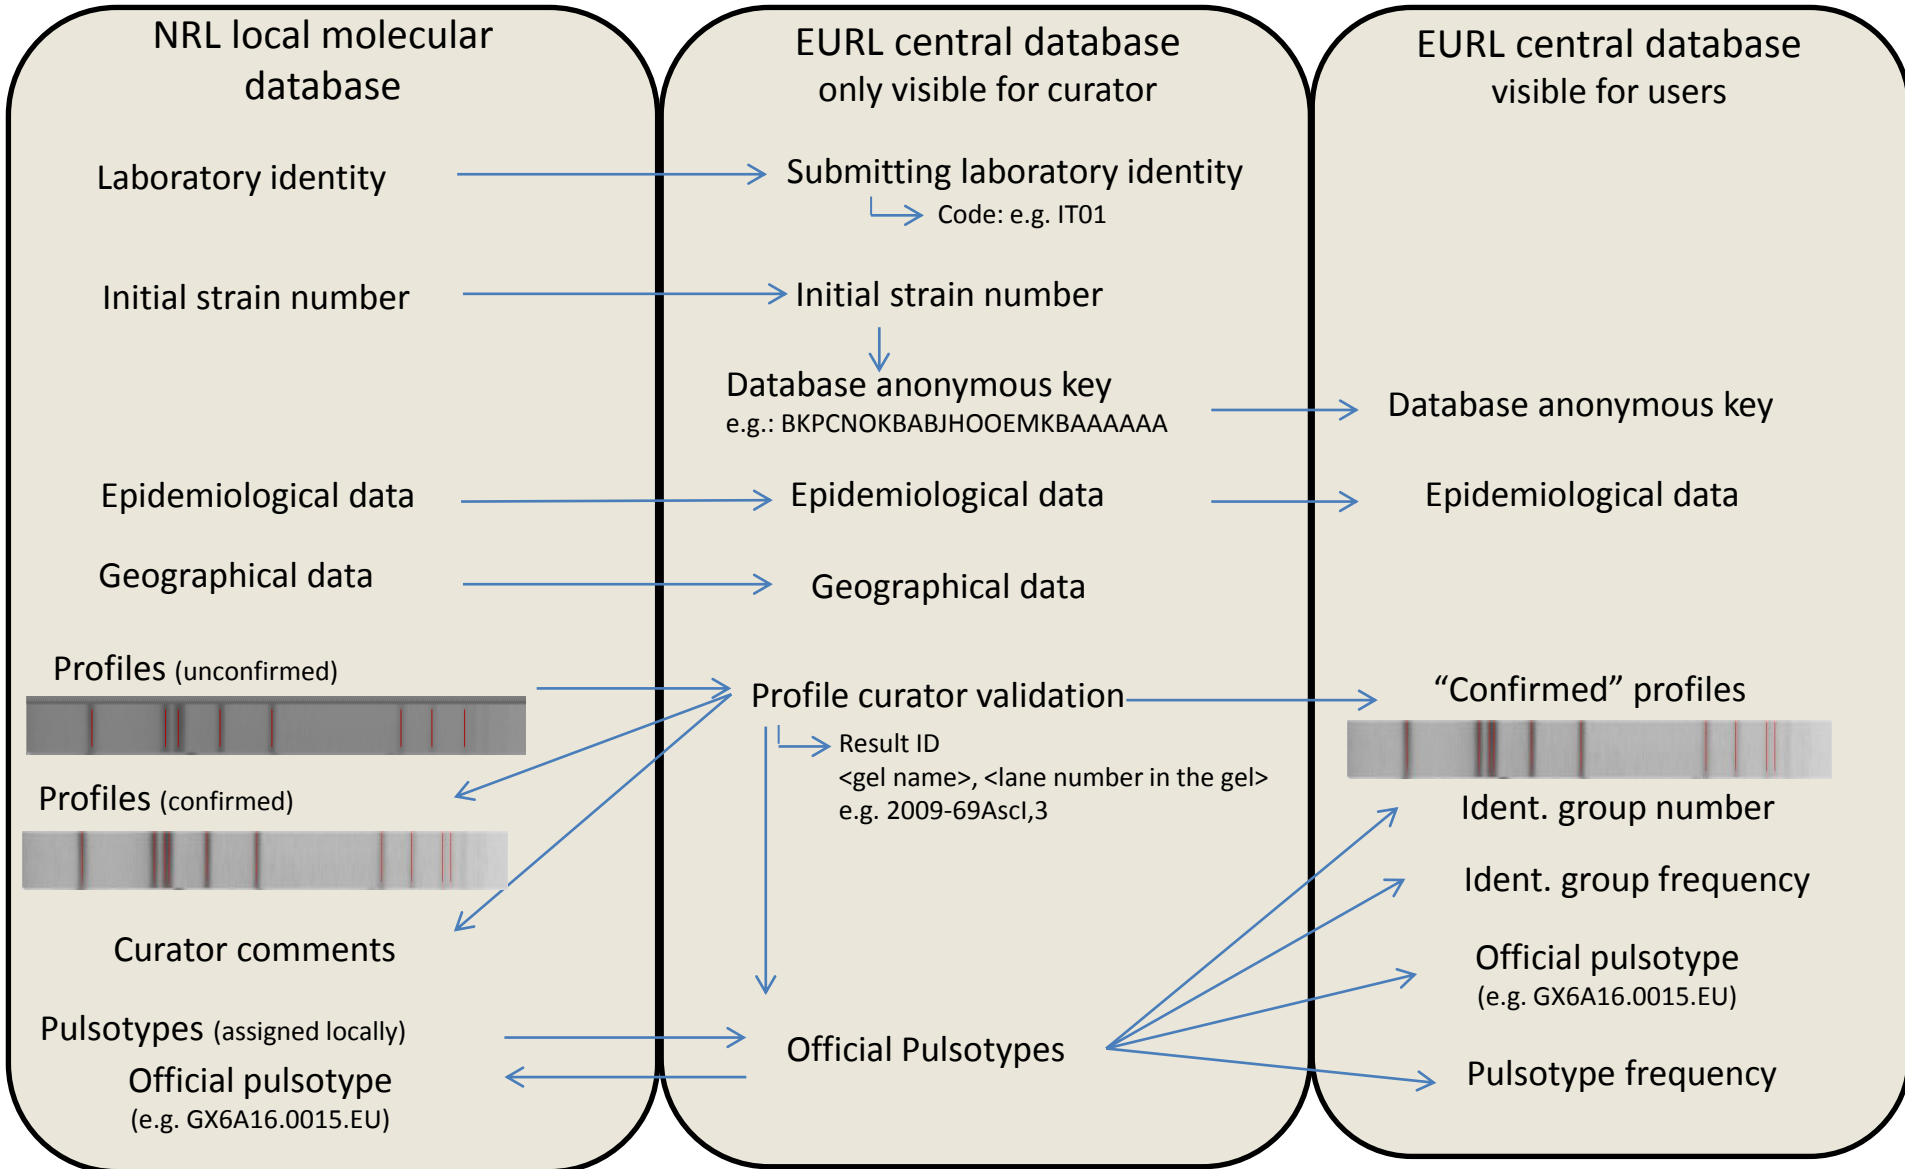 NRL local molecular
database
Laboratory identity
Initial strain number
Epidemiological data
Geographical data
Profiles (unconfirmed)
Profiles (confirmed)
Curator comments
Pulsotypes (assigned locally)
Official pulsotype
(e.g. GX6A16.0015.EU)
EURL central database
only visible for curator
Submitting laboratory identity
Code: e.g. IT01
Initial strain number
Database anonymous key
e.g.: BKPCNOKBABJHOOEMKBAAAAAA
Epidemiological data
Geographical data
Profile curator validation
Result ID
<gel name>, <lane number in the gel>
e.g. 2009-69AscI,3
Official Pulsotypes
EURL central database
visible for users
Database anonymous key
Epidemiological data
“Confirmed” profiles
Ident. group number
Ident. group frequency
Official pulsotype
(e.g. GX6A16.0015.EU)
Pulsotype frequency